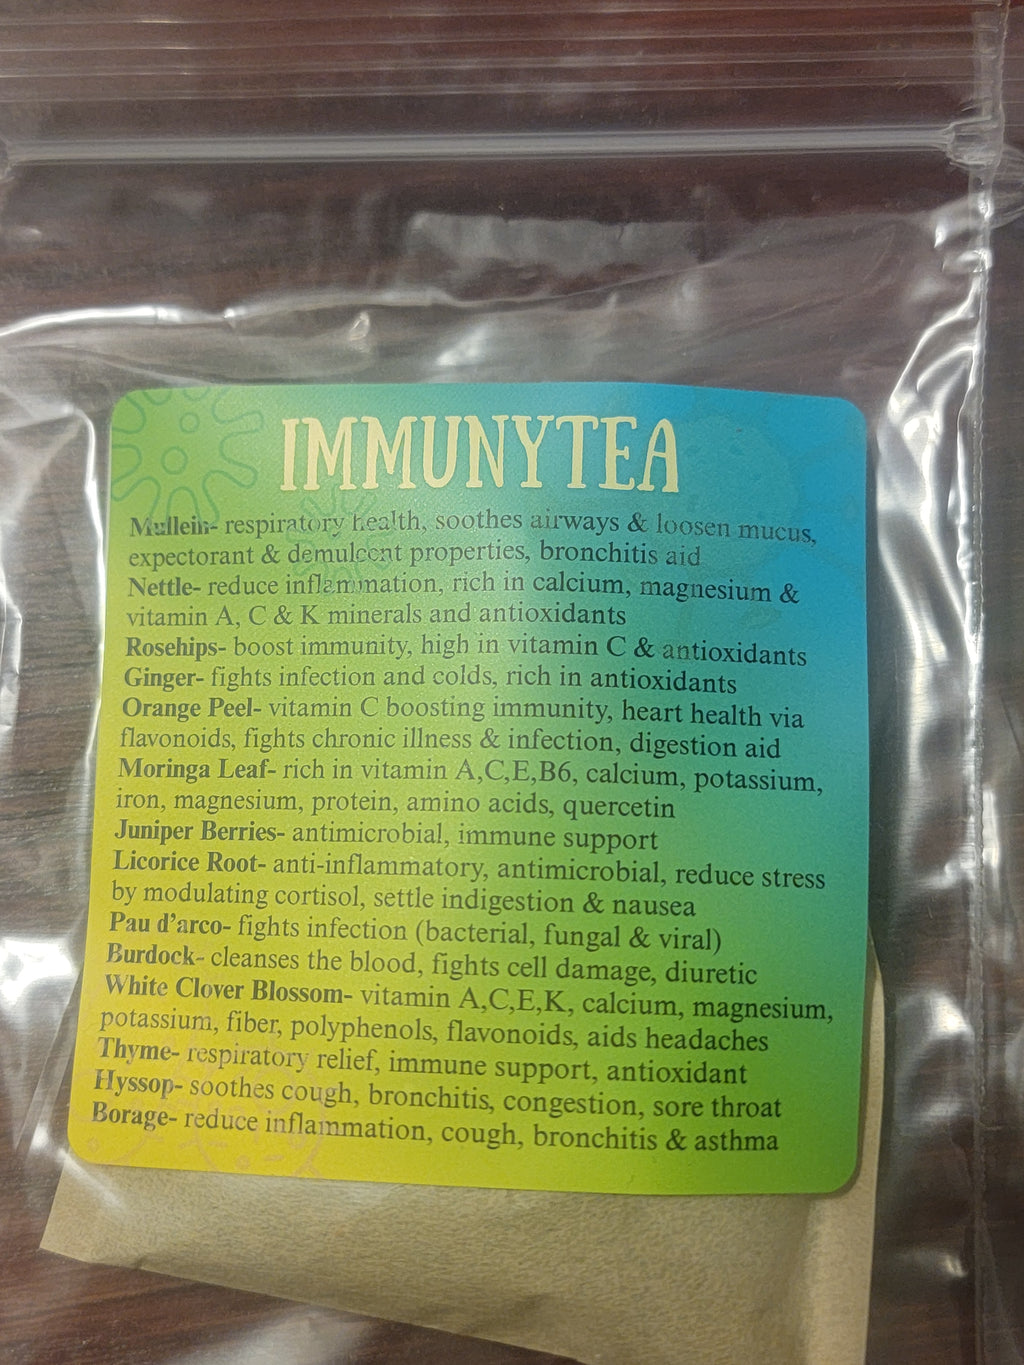 IMMUNYTEA
Mullein- respiratory health, soothes airways & loosen mucus,
expectorant & demulcent properties, bronchitis aid
Nettle- reduce inflammation, rich in calcium, magnesium &
vitamin A, C & K minerals and antioxidants
Rosehips- boost immunity, high in vitamin C & antioxidants
Ginger- fights infection and colds, rich in antioxidants
Orange Peel- vitamin C boosting immunity, heart health via
flavonoids, fights chronic illness & infection, digestion aid
Moringa Leaf- rich in vitamin A,C,E,B6, calcium, potassium,
iron, magnesium, protein, amino acids, quercetin
Juniper Berries- antimicrobial, immune support
Licorice Root- anti-inflammatory, antimicrobial, reduce stress
by modulating cortisol, settle indigestion & nausea
Pau d'arco- fights infection (bacterial, fungal & viral)
Burdock- cleanses the blood, fights cell damage, diuretic
White Clover Blossom- vitamin A,C,E,K, calcium, magnesium,
potassium, fiber, polyphenols, flavonoids, aids headaches
Thyme- respiratory relief, immune support, antioxidant
Hyssop- soothes cough, bronchitis, congestion, sore throat
Borage- reduce inflammation, cough, bronchitis & asthma